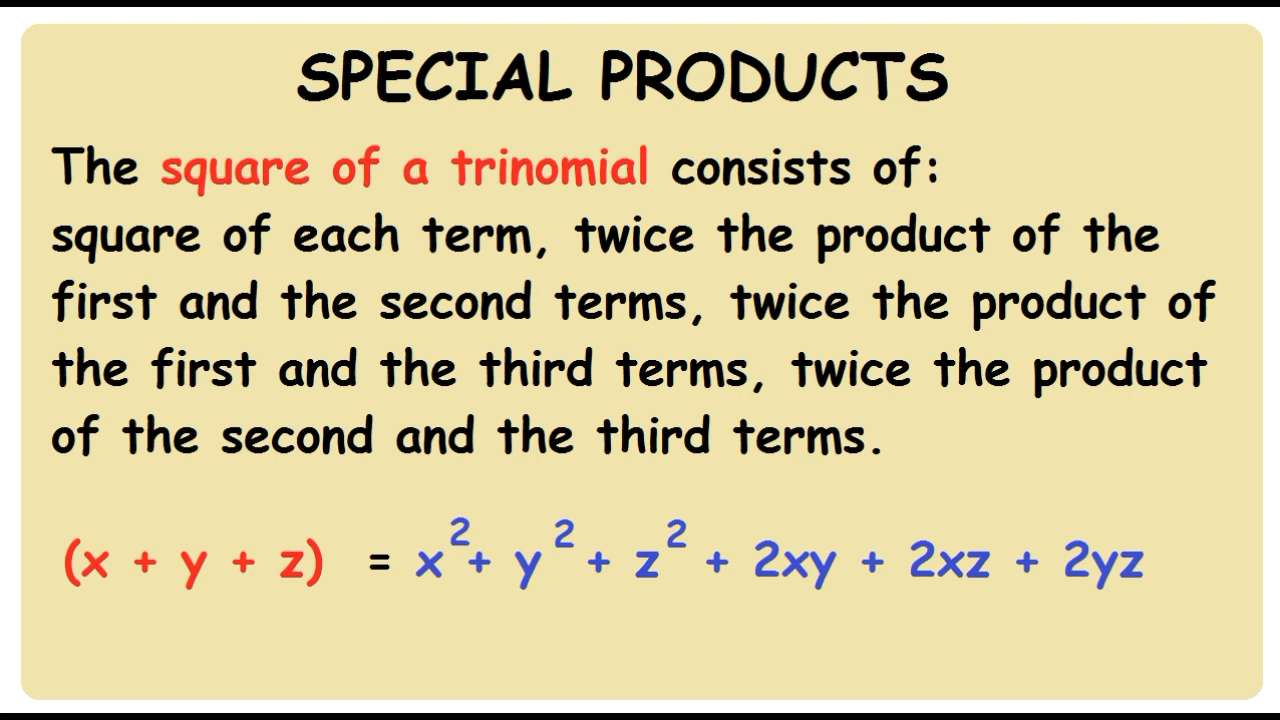 SPECIAL PRODUCTS
The square of a trinomial consists of:
square of each term, twice the product of the
first and the second terms, twice the product of
the first and the third terms, twice the product
of the second and the third terms.
(x + y + z) = x² + y² + z² + 2xy + 2xz + 2yz